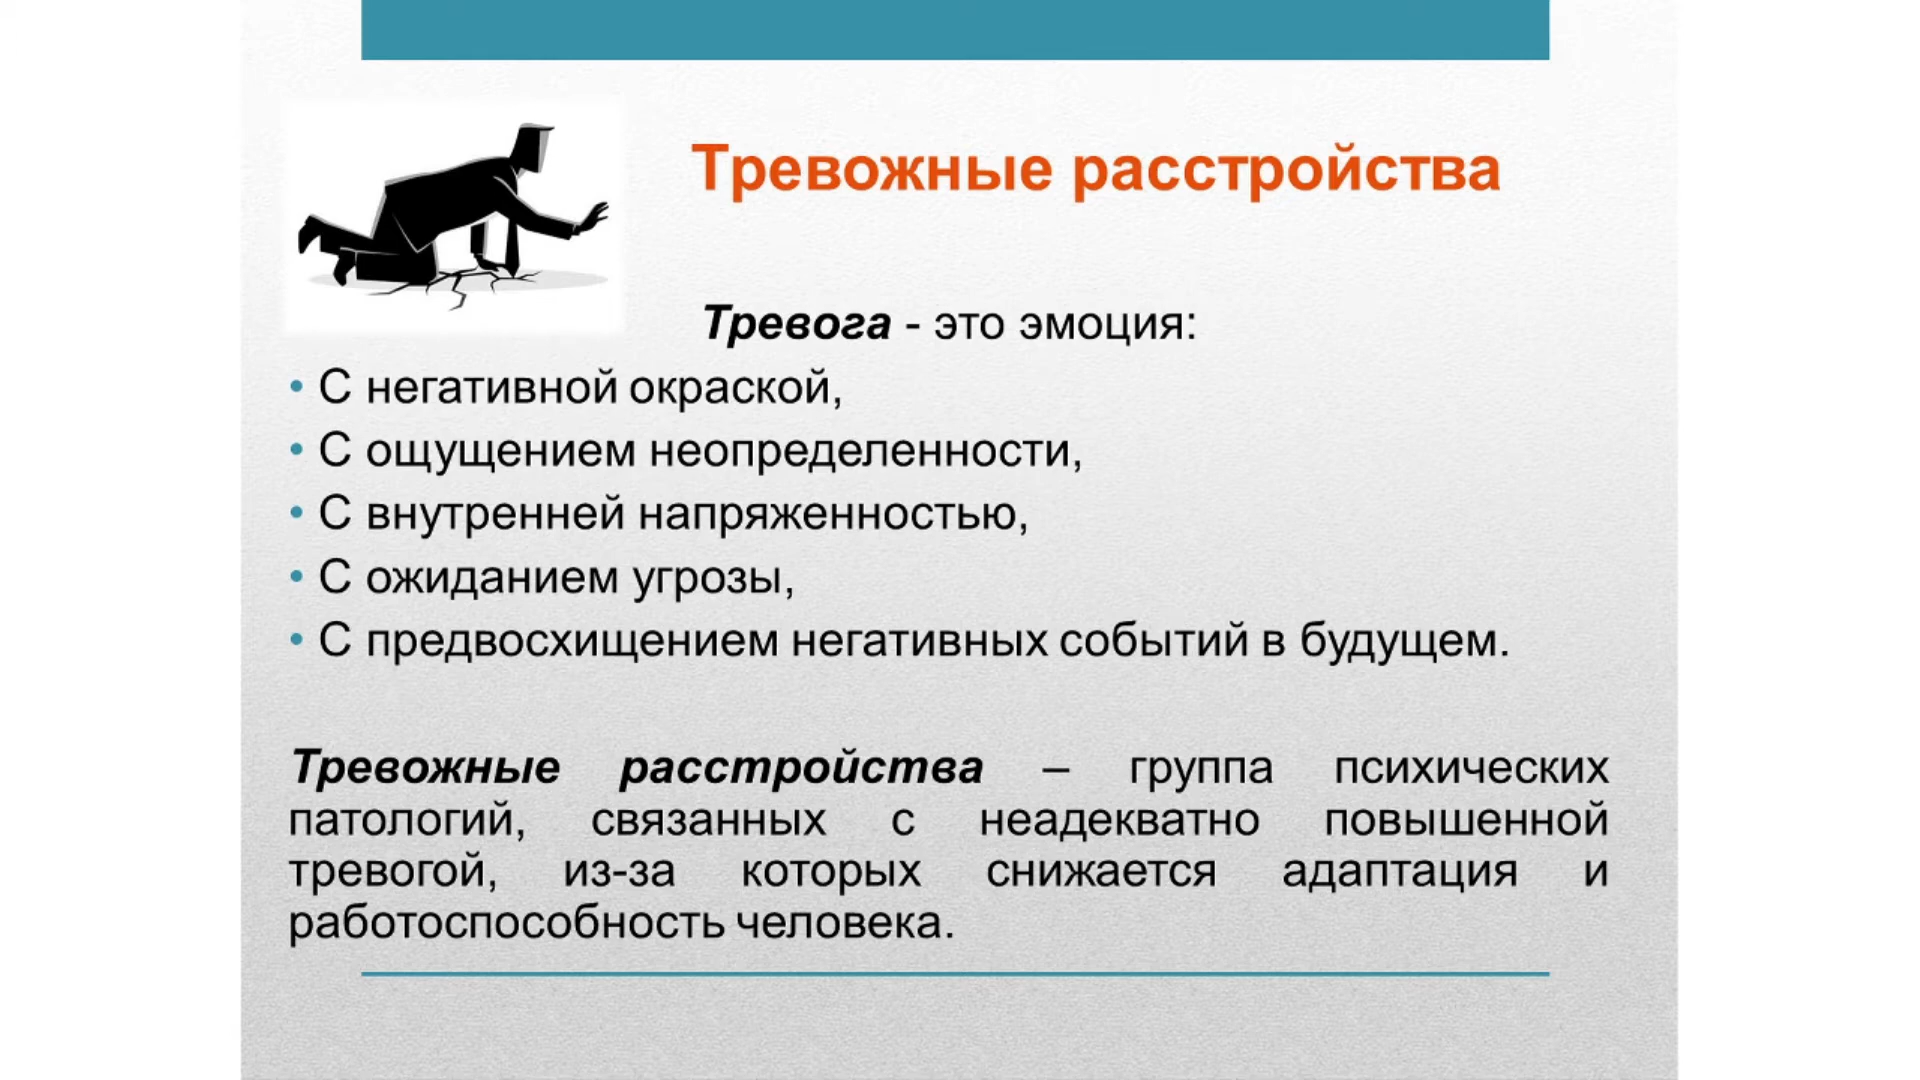 Тревожные расстройства
Тревога - это эмоция:
• С негативной окраской,
• С ощущением неопределенности,
• С внутренней напряженностью,
• С ожиданием угрозы,
• С предвосхищением негативных событий в будущем.
Тревожные расстройства – группа психических
патологий, связанных с неадекватно повышенной
тревогой, из-за которых снижается адаптация и
работоспособность человека.